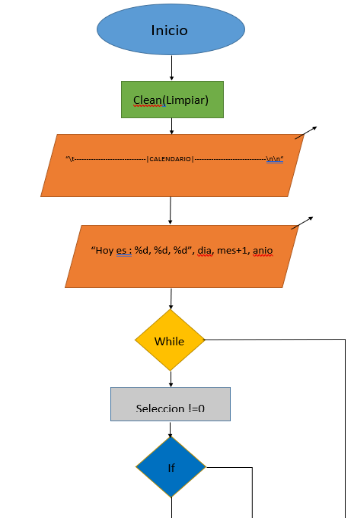 Inicio
Clean(Limpiar)
"\t-----------------------------|CALENDARIO|-----------------------------\n\n"
"Hoy es : %d, %d, %d", dia, mes+1, anio
While
Seleccion !=0
If